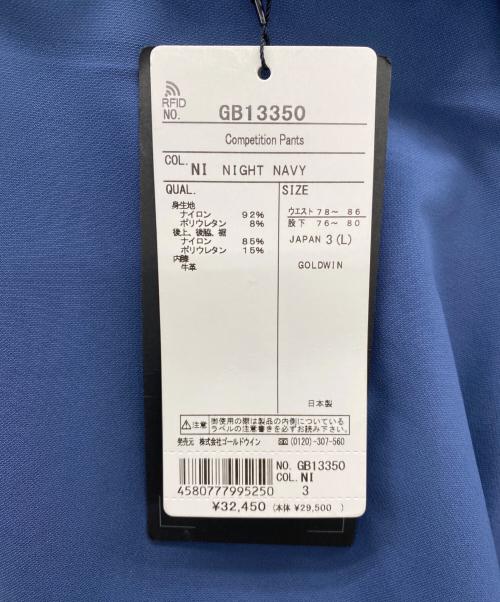 RFID
NO. GB13350
Competition Pants
COL. NI NIGHT NAVY
QUAL.
身生地
ナイロン 92%
ポリウレタン 8%
後上、後脇、裾
ナイロン 85%
ポリウレタン 15%
内膝
牛革
SIZE
ウエスト 78- 86
股下 76- 80
JAPAN 3 (L)
GOLDWIN
日本製
注意 御使用の際は製品の内側についている
ラベルの注意書きを必ずお読み下さい。
発売元 株式会社ゴールドウイン (0120)-307-560
NO. GB13350
COL. NI
3
4580777995250
¥32,450 (本体 ¥29,500)